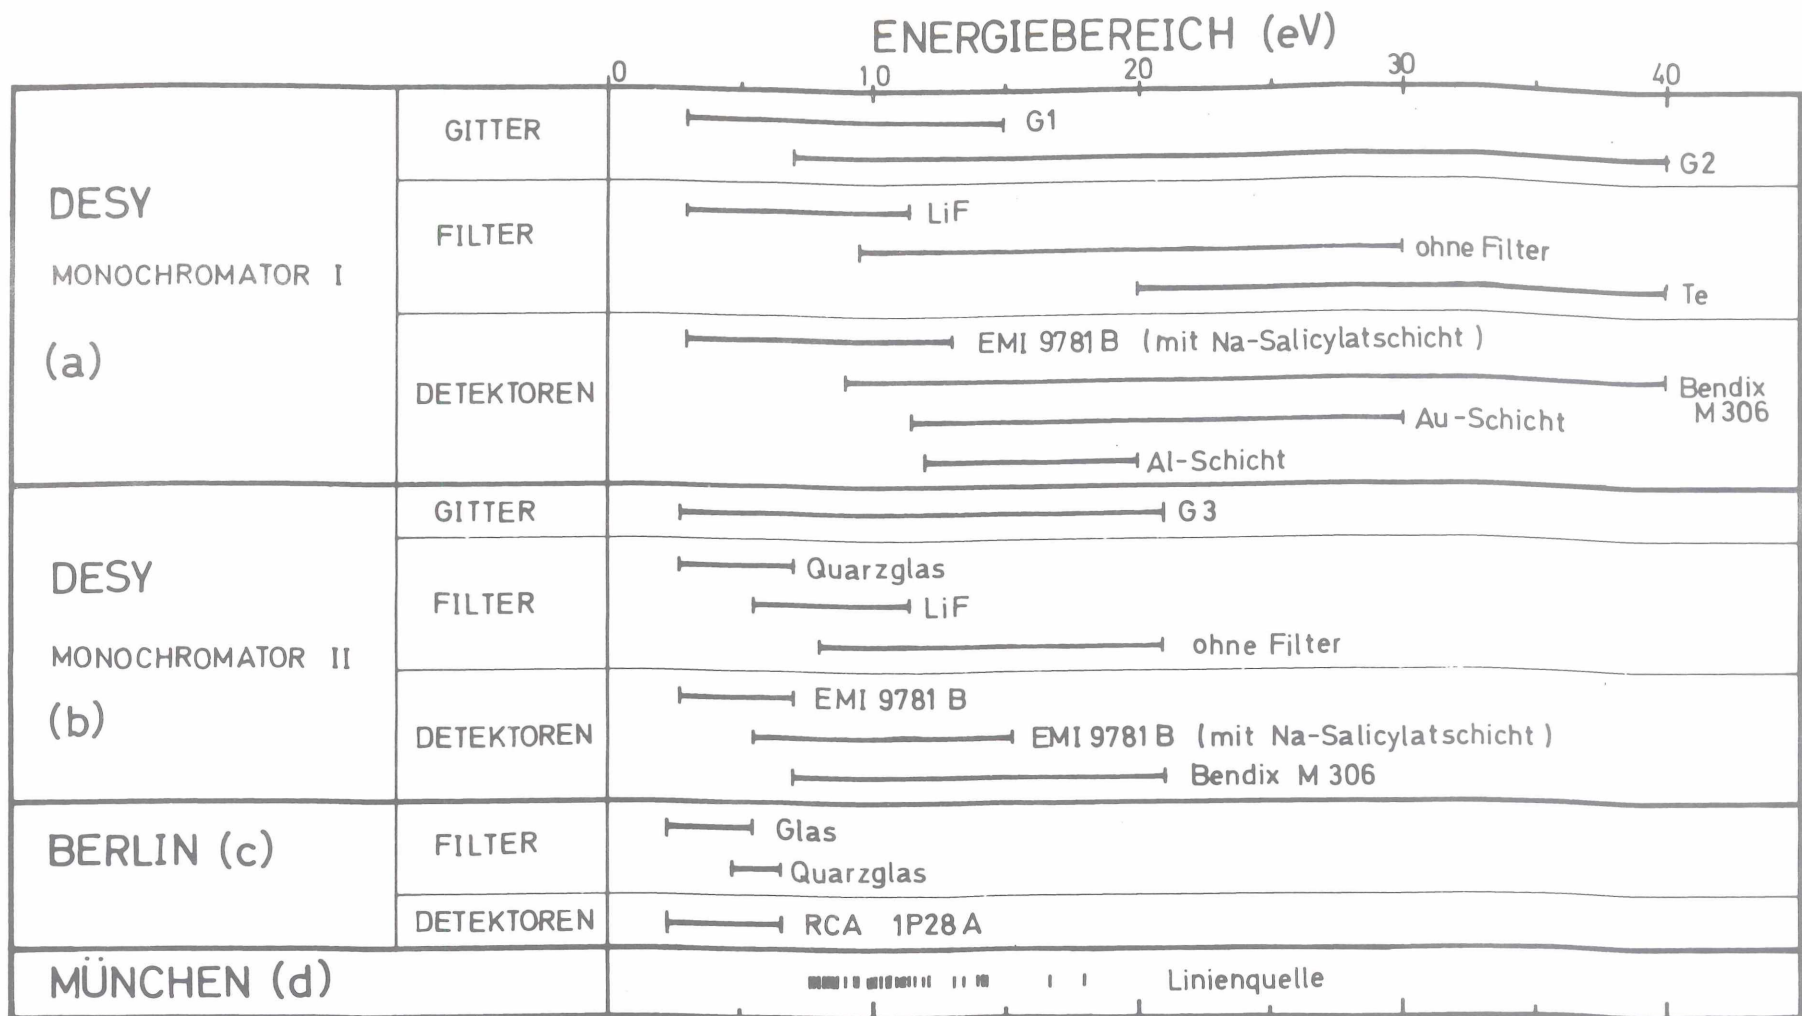 ENERGIEBEREICH (eV)
0 10 20 30 40
DESY
MONOCHROMATOR I
(a)
GITTER
G1
G2
FILTER
LiF
ohne Filter
Te
DETEKTOREN
EMI 9781 B (mit Na-Salicylatschicht)
Bendix
M 306
Au-Schicht
Al-Schicht
DESY
MONOCHROMATOR II
(b)
GITTER
G3
FILTER
Quarzglas
LiF
ohne Filter
DETEKTOREN
EMI 9781 B
EMI 9781 B (mit Na-Salicylatschicht)
Bendix M 306
BERLIN (c)
FILTER
Glas
Quarzglas
DETEKTOREN
RCA 1P28 A
MÜNCHEN (d)
Linienquelle